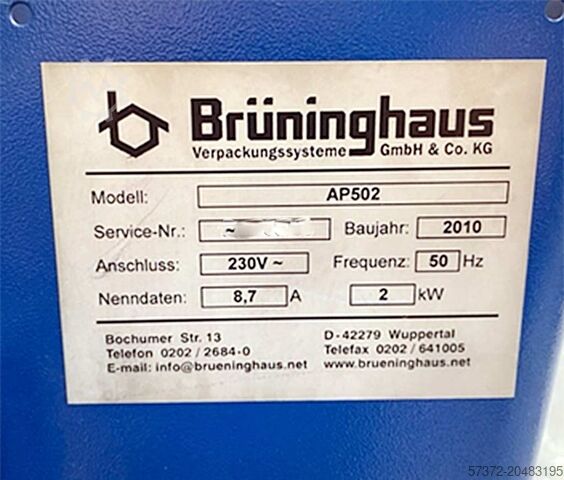 Brüninghaus
Verpackungssysteme GmbH & Co. KG
Modell: AP502
Service-Nr.: ~ Baujahr: 2010
Anschluss: 230V ~ Frequenz: 50 Hz
Nenndaten: 8,7 A 2 kW
Bochumer Str. 13 D-42279 Wuppertal
Telefon 0202 / 2684-0 Telefax 0202 / 641005
E-mail: info@brueninghaus.net www.brueninghaus.net
57372-20483195